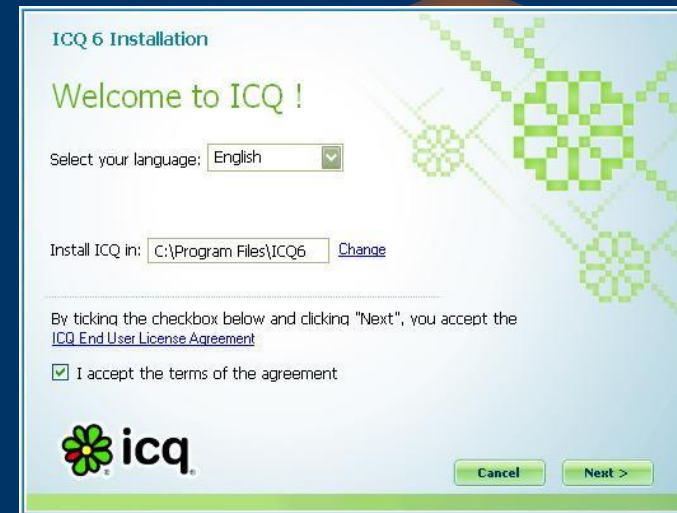 ICQ 6 Installation
Welcome to ICQ !
Select your language: English
Install ICQ in: C:\Program Files\ICQ6 Change
By ticking the checkbox below and clicking "Next", you accept the
ICQ End User License Agreement
I accept the terms of the agreement
icq
Cancel Next >